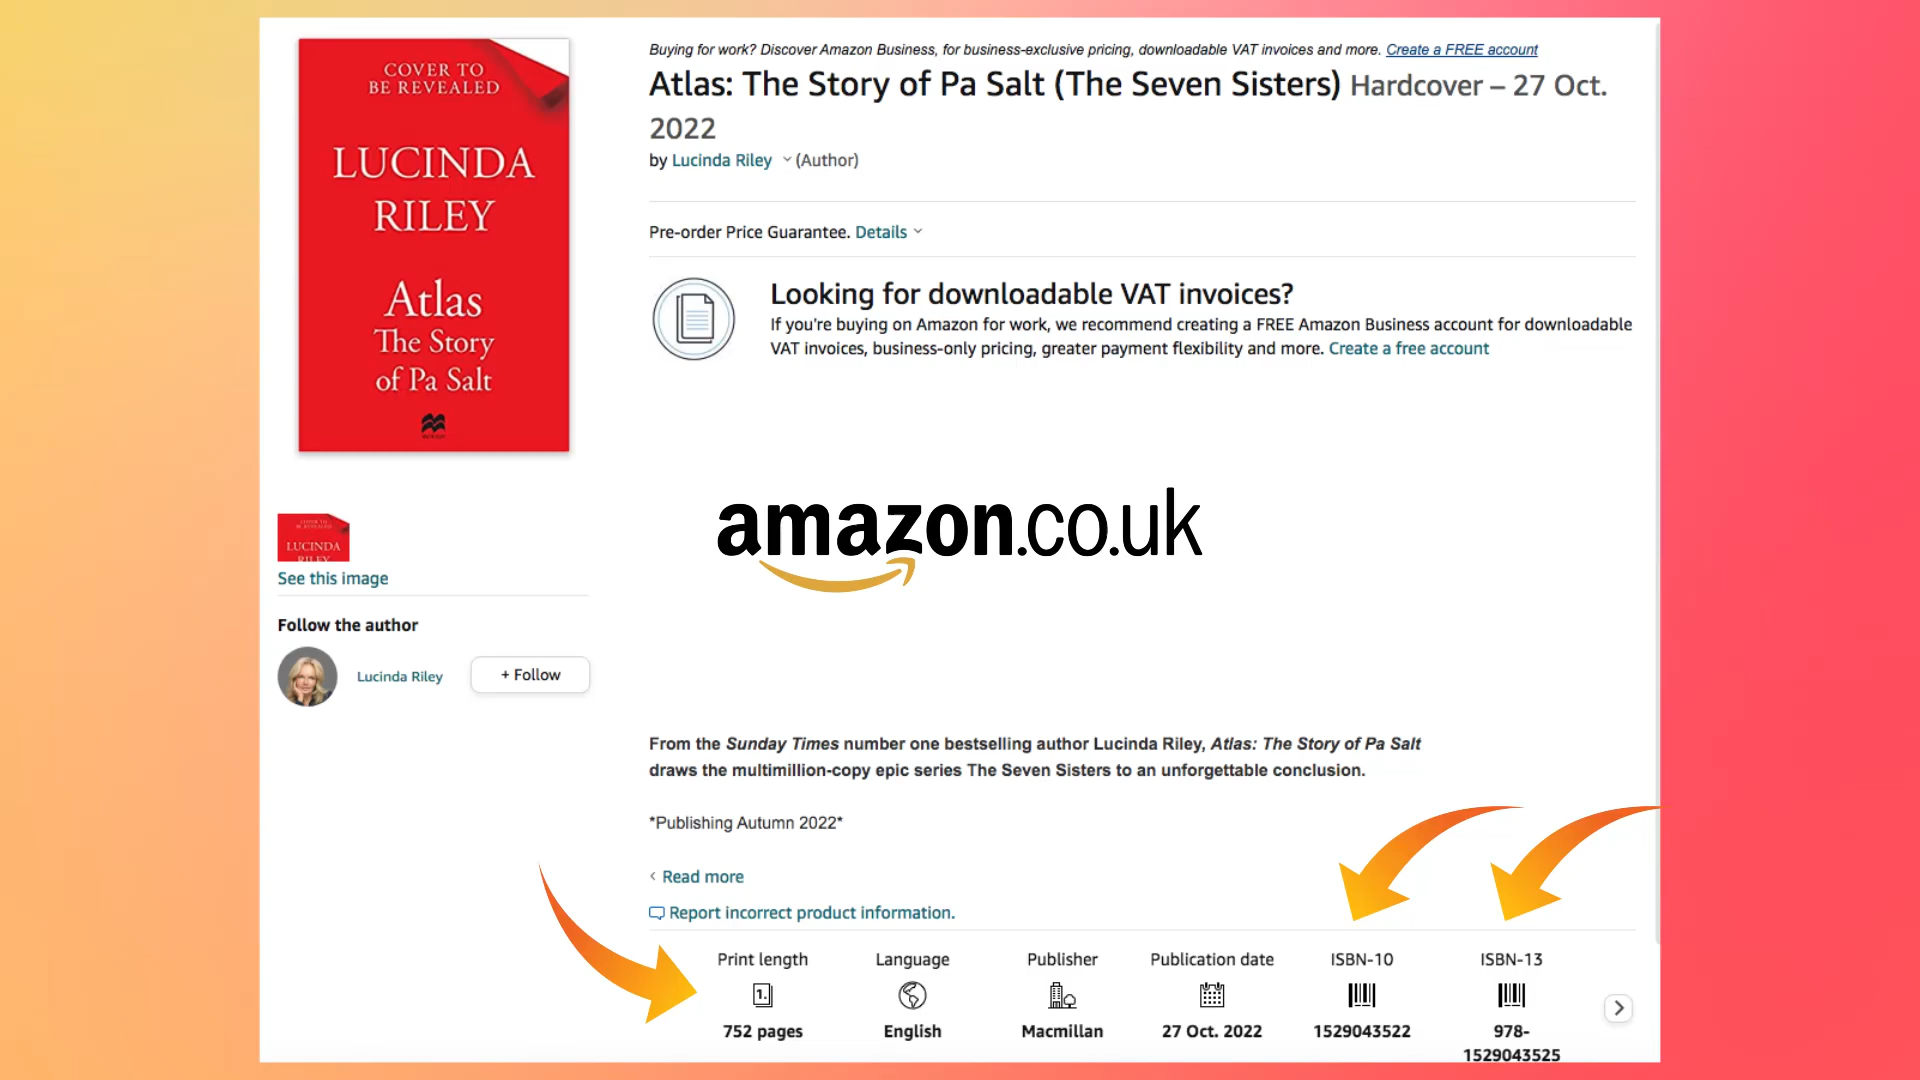 COVER TO
BE REVEALED
LUCINDA
RILEY
Atlas
The Story
of Pa Salt
COVER TO
BE REVEALED
LUCINDA
RILEY
See this image
Follow the author
Lucinda Riley
+ Follow
Buying for work? Discover Amazon Business, for business-exclusive pricing, downloadable VAT invoices and more. Create a FREE account
Atlas: The Story of Pa Salt (The Seven Sisters) Hardcover – 27 Oct.
2022
by Lucinda Riley (Author)
Pre-order Price Guarantee. Details
Looking for downloadable VAT invoices?
If you're buying on Amazon for work, we recommend creating a FREE Amazon Business account for downloadable
VAT invoices, business-only pricing, greater payment flexibility and more. Create a free account
amazon.co.uk
From the Sunday Times number one bestselling author Lucinda Riley, Atlas: The Story of Pa Salt
draws the multimillion-copy epic series The Seven Sisters to an unforgettable conclusion.
*Publishing Autumn 2022*
Read more
Report incorrect product information.
Print length
1.
752 pages
Language
English
Publisher
Macmillan
Publication date
27 Oct. 2022
ISBN-10
1529043522
ISBN-13
978-
1529043525